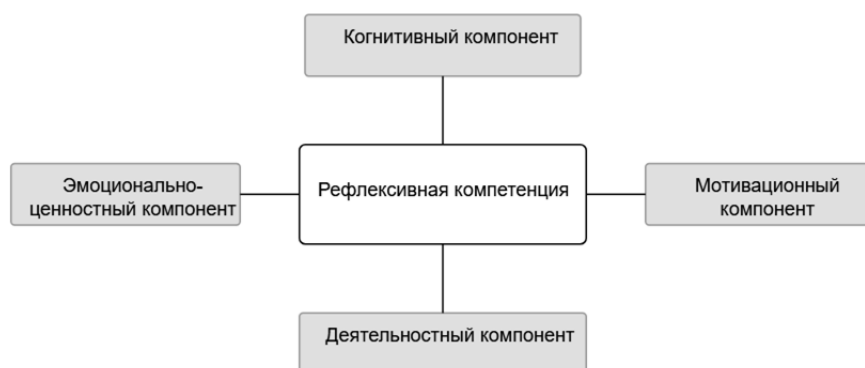 Когнитивный компонент
Эмоционально-
ценностный компонент
Рефлексивная компетенция
Мотивационный
компонент
Деятельностный компонент